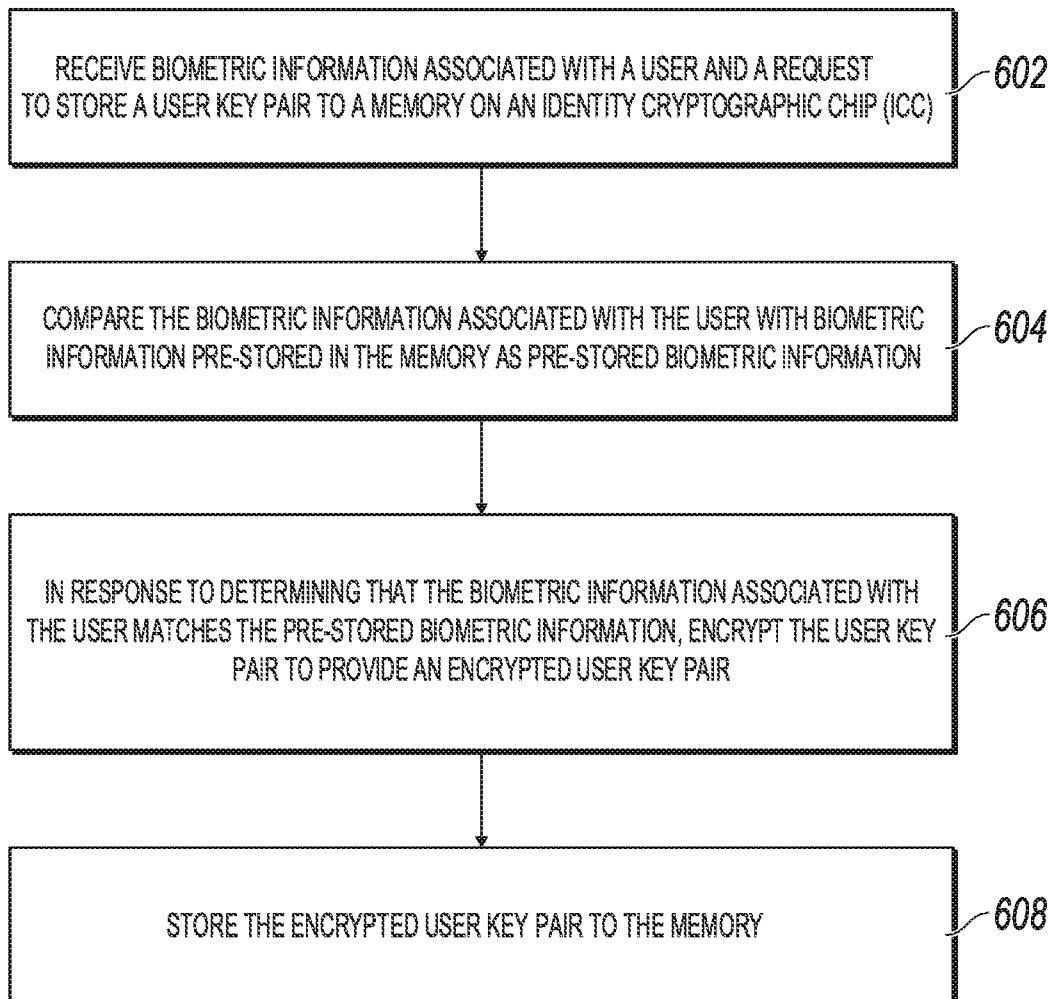 RECEIVE BIOMETRIC INFORMATION ASSOCIATED WITH A USER AND A REQUEST
TO STORE A USER KEY PAIR TO A MEMORY ON AN IDENTITY CRYPTOGRAPHIC CHIP (ICC)
602
COMPARE THE BIOMETRIC INFORMATION ASSOCIATED WITH THE USER WITH BIOMETRIC
INFORMATION PRE-STORED IN THE MEMORY AS PRE-STORED BIOMETRIC INFORMATION
604
IN RESPONSE TO DETERMINING THAT THE BIOMETRIC INFORMATION ASSOCIATED WITH
THE USER MATCHES THE PRE-STORED BIOMETRIC INFORMATION, ENCRYPT THE USER KEY
PAIR TO PROVIDE AN ENCRYPTED USER KEY PAIR
606
STORE THE ENCRYPTED USER KEY PAIR TO THE MEMORY
608